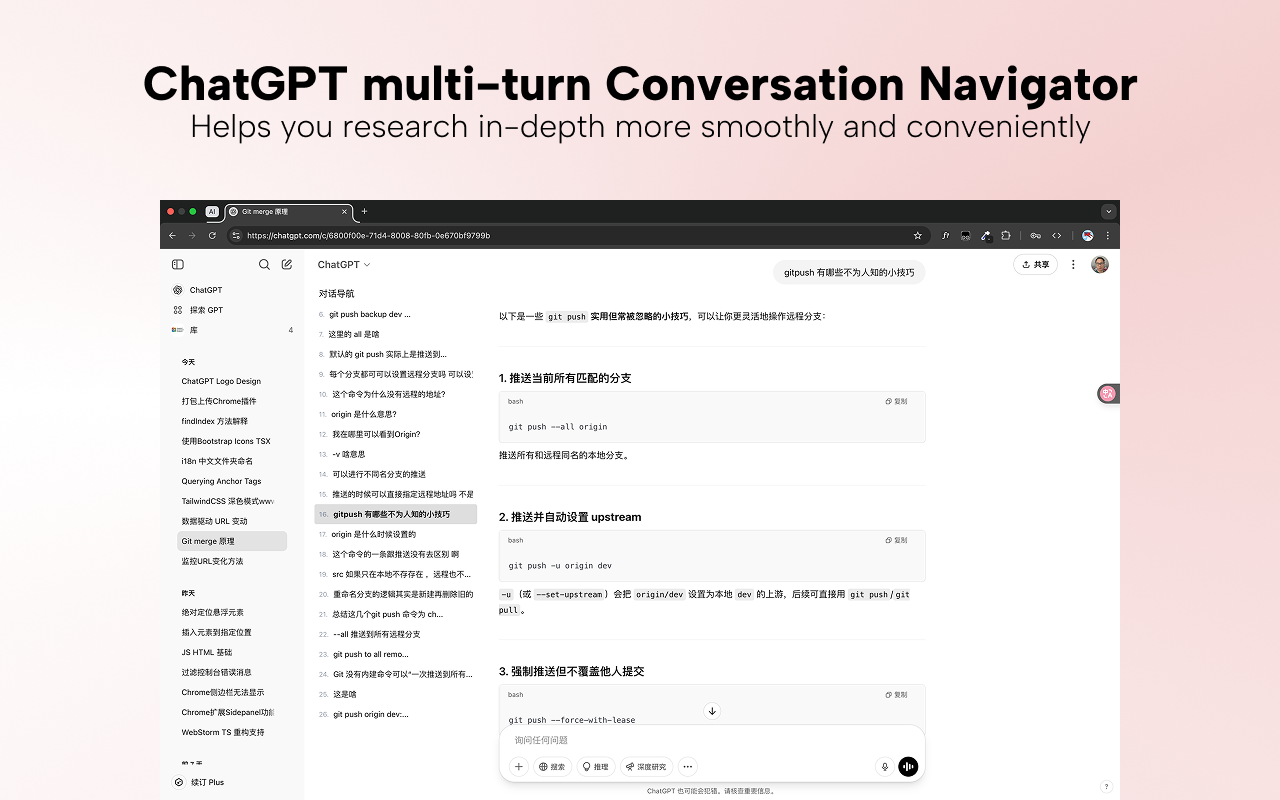 ChatGPT multi-turn Conversation Navigator
Helps you research in-depth more smoothly and conveniently
AI
Git merge 原理
https://chatgpt.com/c/6800f00e-71d4-8008-80fb-0e670bf9799b
ChatGPT
探索 GPT
库
4
今天
ChatGPT Logo Design
打包上传Chrome插件
findIndex 方法解释
使用Bootstrap Icons TSX
i18n 中文文件夹命名
Querying Anchor Tags
TailwindCSS 深色模式www
数据驱动 URL 变动
Git merge 原理
监控URL变化方法
昨天
绝对定位悬浮元素
插入元素到指定位置
JS HTML 基础
过滤控制台错误消息
Chrome侧边栏无法显示
Chrome扩展Sidepanel功能
WebStorm TS 重构支持
续订 Plus
ChatGPT
对话导航
6. git push backup dev ...
7. 这里的 all 是啥
8. 默认的 git push 实际上是推送到...
9. 每个分支都可可以设置远程分支吗 可以设
10. 这个命令为什么没有远程的地址?
11. origin 是什么意思?
12. 我在哪里可以看到Origin?
13. -v 啥意思
14. 可以进行不同名分支的推送
15. 推送的时候可以直接指定远程地址吗 不是
16. gitpush 有哪些不为人知的小技巧
17. origin 是什么时候设置的
18. 这个命令的一条跟推送没有去区别 啊
19. src 如果只在本地不存存在 ，远程也不...
20. 重命名分支的逻辑其实是新建再删除旧的
21. 总结这几个git push 命令为 ch...
22. --all 推送到所有远程分支
23. git push to all remo...
24. Git 没有内建命令可以“一次推送到所有...
25. 这是啥
26. git push origin dev:...
gitpush 有哪些不为人知的小技巧
共享
以下是一些 git push 实用但常被忽略的小技巧，可以让你更灵活地操作远程分支：
1. 推送当前所有匹配的分支
bash
复制
git push --all origin
推送所有和远程同名的本地分支。
2. 推送并自动设置 upstream
bash
复制
git push -u origin dev
-u（或 --set-upstream）会把 origin/dev 设置为本地 dev 的上游，后续可直接用 git push / git
pull。
3. 强制推送但不覆盖他人提交
bash
复制
git push --force-with-lease
询问任何问题
搜索
推理
深度研究
ChatGPT 也可能会犯错。请核查重要信息。
?